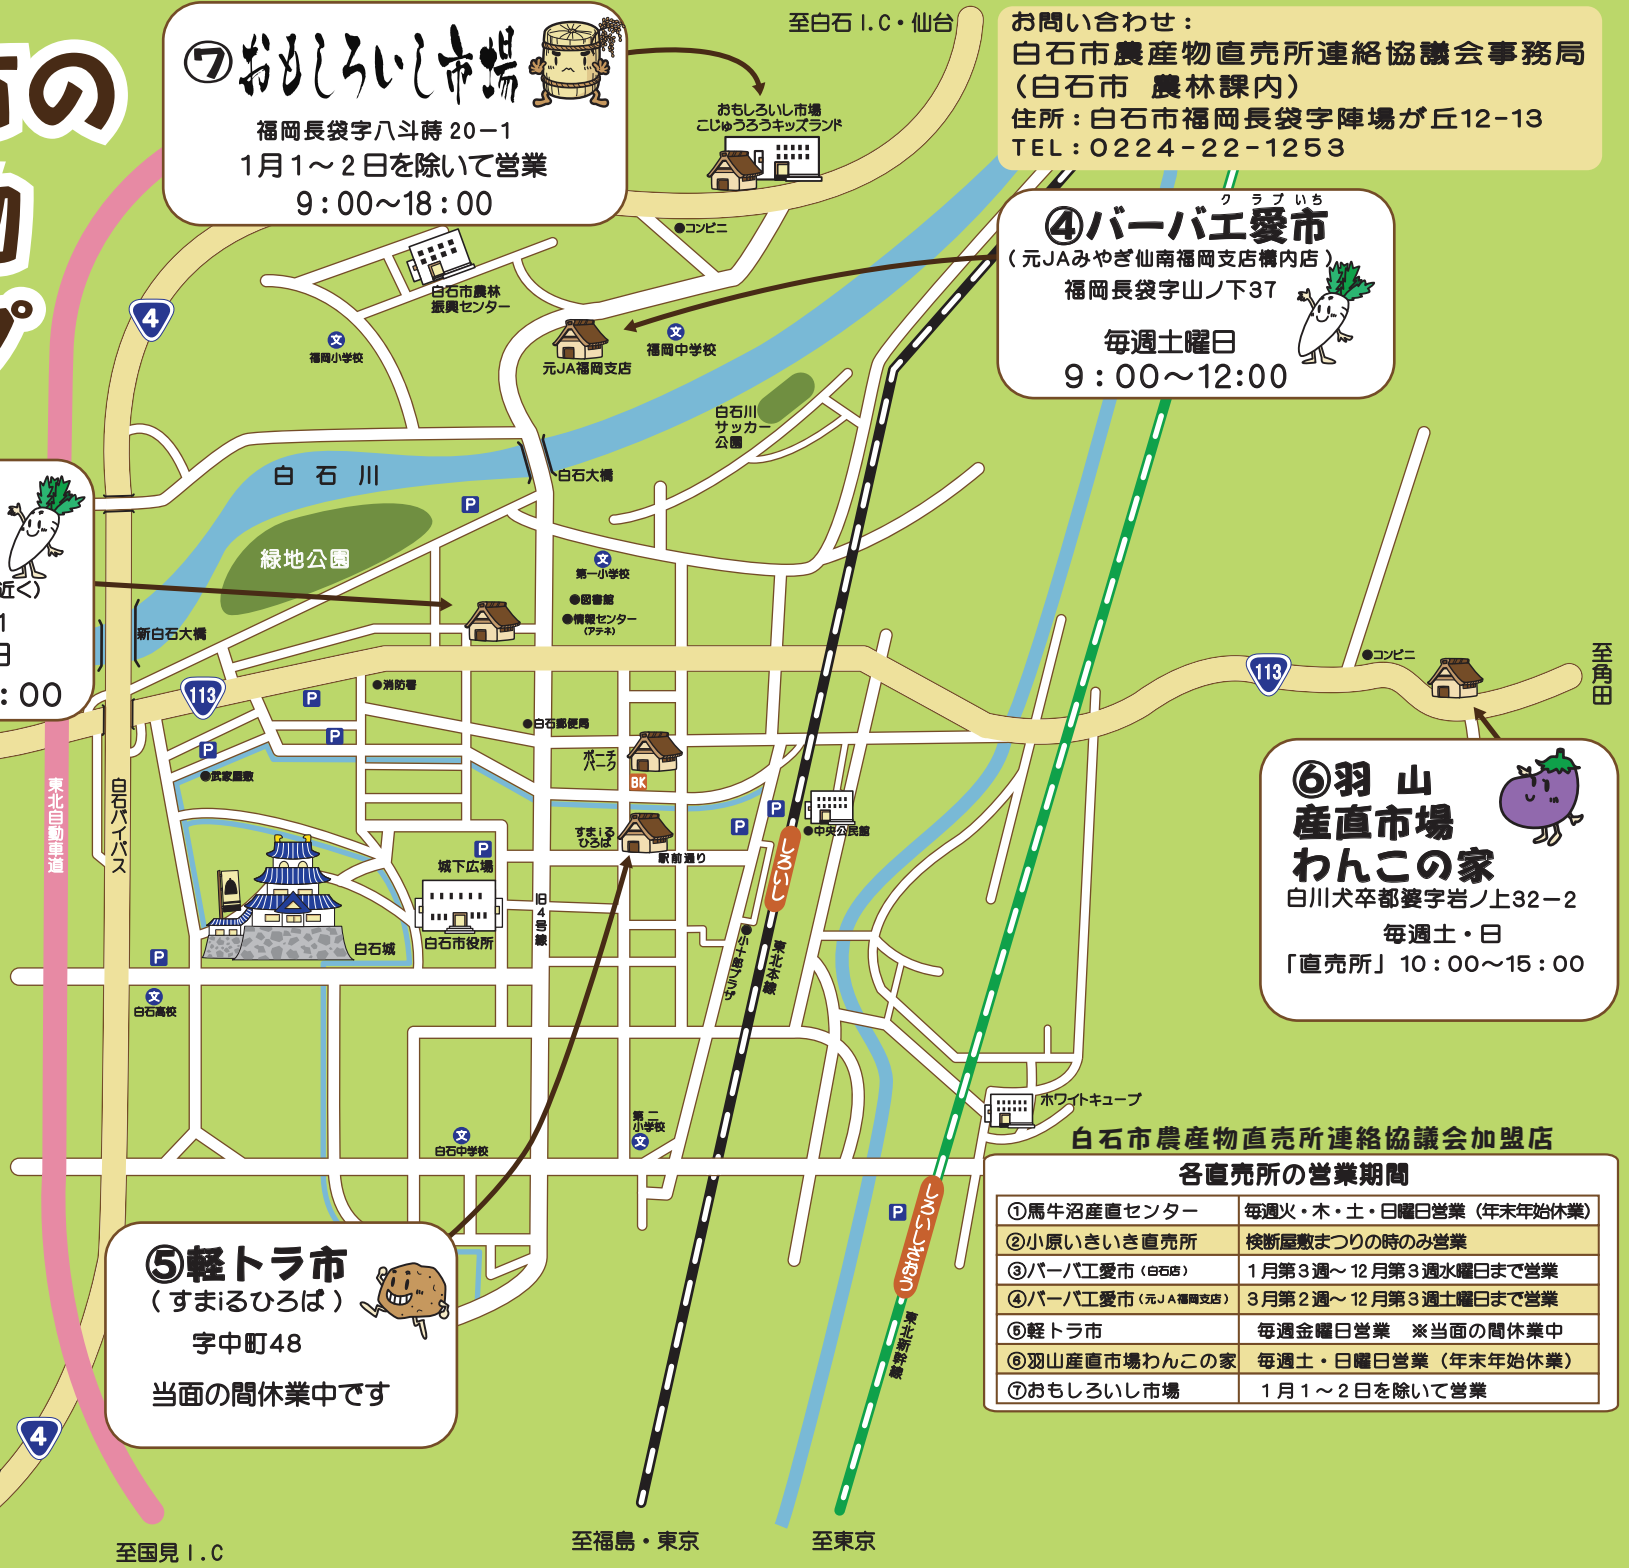 の
⑦おもしろいし市場
福岡長袋字八斗蒔20−1
1月1〜2日を除いて営業
9：00〜18：00
至白石I.C・仙台
おもしろいし市場
こじゅうろうキッズランド
お問い合わせ：
白石市農産物直売所連絡協議会事務局
（白石市 農林課内）
住所：白石市福岡長袋字陣場が丘12−13
TEL：0224−22−1253
④バーバ工愛市
クラブいち
（元JAみやぎ仙南福岡支店構内店）
福岡長袋字山ノ下37
毎週土曜日
9：00〜12:00
●コンビニ
白石市農林
振興センター
4
文
福岡小学校
元JA福岡支店
文
福岡中学校
白石川
サッカー
公園
白石川
白石大橋
P
緑地公園
近く）
1
日
：00
新白石大橋
文
第一小学校
●図書館
●情報センター
（アテネ）
113
P
●消防署
P
P
●白石郵便局
●武家屋敷
ポーチ
パーク
BK
113
●コンビニ
至角田
東北自動車道
白石バイパス
すまiる
ひろば
駅前通り
P
P
●中央公民館
しろいし
P
城下広場
白石市役所
白石城
旧4号線
●小十郎プラザ
東北本線
P
文
白石高校
⑥羽山
産直市場
わんこの家
白川犬卒都婆字岩ノ上32−2
毎週土・日
「直売所」10：00〜15：00
文
白石中学校
第二
小学校
文
ホワイトキューブ
P
しろいしざおう
東北新幹線
⑤軽トラ市
（すまiるひろば）
字中町48
当面の間休業中です
4
白石市農産物直売所連絡協議会加盟店
各直売所の営業期間
①馬牛沼産直センター 毎週火・木・土・日曜日営業（年末年始休業）
②小原いきいき直売所 検断屋敷まつりの時のみ営業
③バーバ工愛市（白石店） 1月第3週〜12月第3週水曜日まで営業
④バーバ工愛市（元JA福岡支店） 3月第2週〜12月第3週土曜日まで営業
⑤軽トラ市 毎週金曜日営業 ※当面の間休業中
⑥羽山産直市場わんこの家 毎週土・日曜日営業（年末年始休業）
⑦おもしろいし市場 1月1〜2日を除いて営業
至国見I.C
至福島・東京
至東京